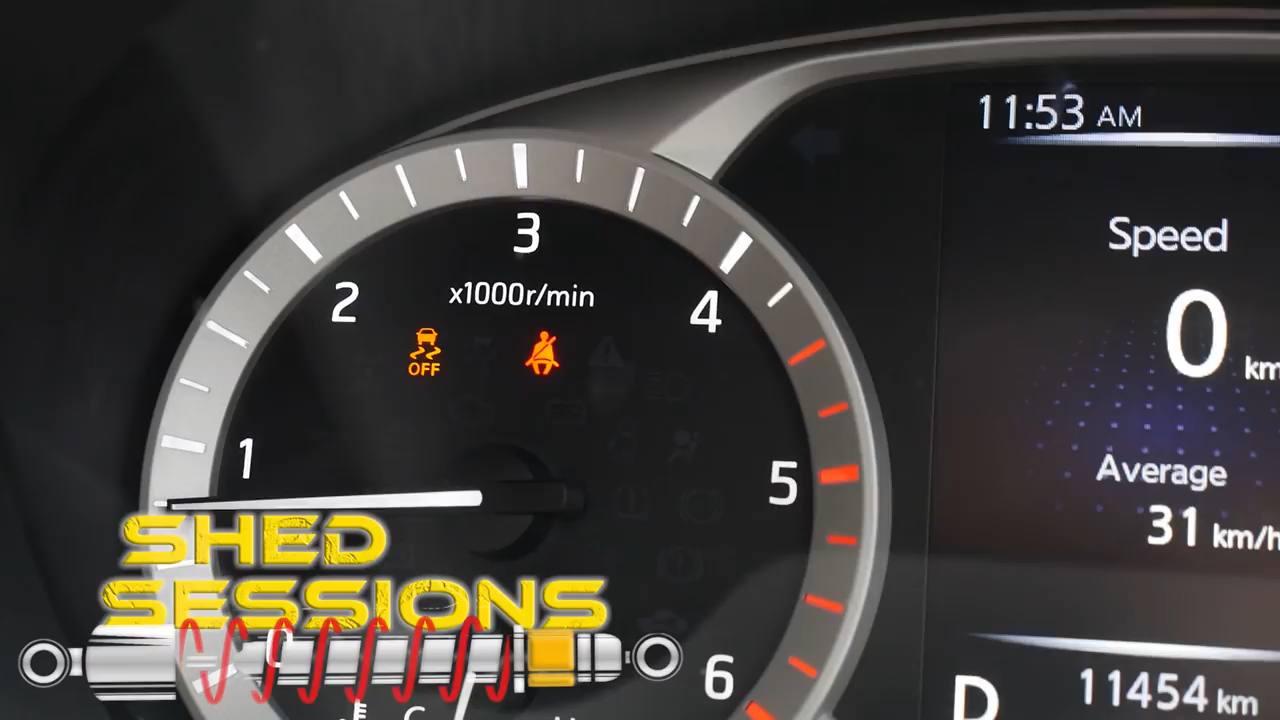 11:53 AM
3
x1000r/min
2
4
OFF
Speed
0 km
1
5
Average
31 km/h
SHED
SESSIONS
6
D
11454 km
C